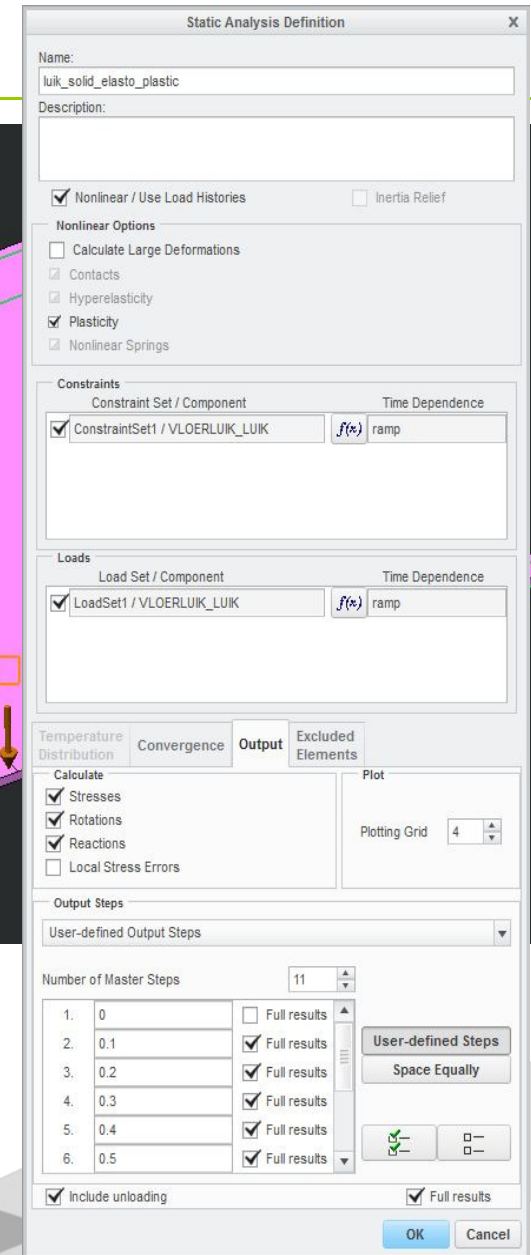 Static Analysis Definition X
Name:
luik_solid_elasto_plastic
Description:
Nonlinear / Use Load Histories Inertia Relief
Nonlinear Options
Calculate Large Deformations
Contacts
Hyperelasticity
Plasticity
Nonlinear Springs
Constraints
Constraint Set / Component Time Dependence
ConstraintSet1 / VLOERLUIK_LUIK f(x) ramp
Loads
Load Set / Component Time Dependence
LoadSet1 / VLOERLUIK_LUIK f(x) ramp
Temperature Distribution Convergence Output Excluded Elements
Calculate Plot
Stresses
Rotations
Reactions
Local Stress Errors
Plotting Grid 4
Output Steps
User-defined Output Steps
Number of Master Steps 11
1. 0 Full results
2. 0.1 Full results User-defined Steps
3. 0.2 Full results Space Equally
4. 0.3 Full results
5. 0.4 Full results
6. 0.5 Full results
Include unloading Full results
OK Cancel